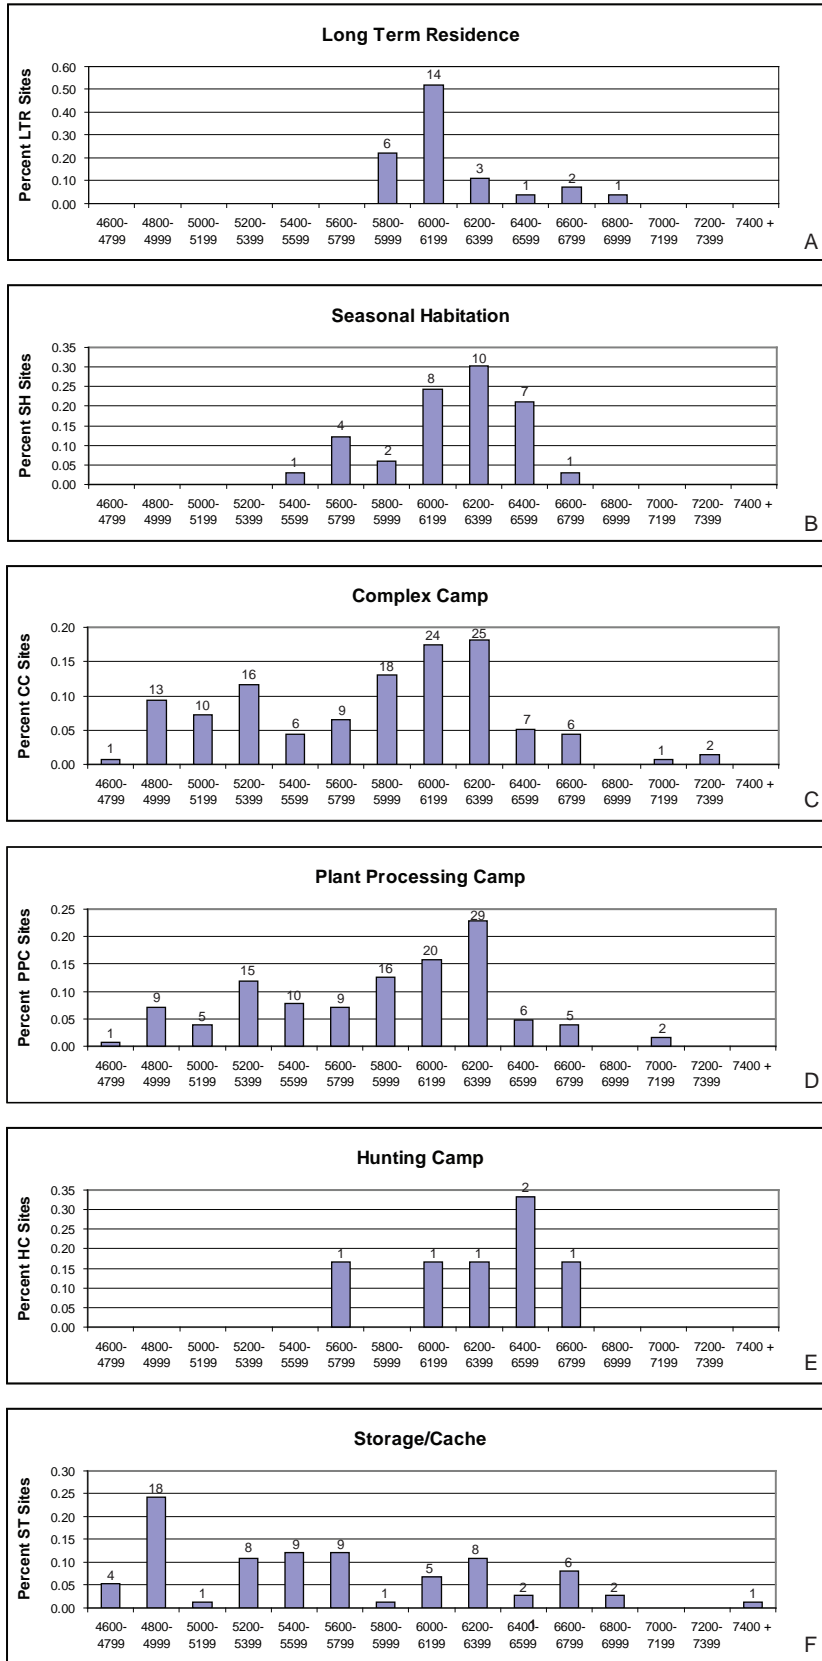 Long Term Residence
Percent LTR Sites
0.60
0.50
0.40
0.30
0.20
0.10
0.00
6 14 3 1 2 1
4600- 4800- 5000- 5200- 5400- 5600- 5800- 6000- 6200- 6400- 6600- 6800- 7000- 7200- 7400 +
4799 4999 5199 5399 5599 5799 5999 6199 6399 6599 6799 6999 7199 7399
A
Seasonal Habitation
Percent SH Sites
0.35
0.30
0.25
0.20
0.15
0.10
0.05
0.00
1 4 2 8 10 7 1
4600- 4800- 5000- 5200- 5400- 5600- 5800- 6000- 6200- 6400- 6600- 6800- 7000- 7200- 7400 +
4799 4999 5199 5399 5599 5799 5999 6199 6399 6599 6799 6999 7199 7399
B
Complex Camp
Percent CC Sites
0.20
0.15
0.10
0.05
0.00
1 13 10 16 6 9 18 24 25 7 6 1 2
4600- 4800- 5000- 5200- 5400- 5600- 5800- 6000- 6200- 6400- 6600- 6800- 7000- 7200- 7400 +
4799 4999 5199 5399 5599 5799 5999 6199 6399 6599 6799 6999 7199 7399
C
Plant Processing Camp
Percent PPC Sites
0.25
0.20
0.15
0.10
0.05
0.00
1 9 5 15 10 9 16 20 29 6 5 2
4600- 4800- 5000- 5200- 5400- 5600- 5800- 6000- 6200- 6400- 6600- 6800- 7000- 7200- 7400 +
4799 4999 5199 5399 5599 5799 5999 6199 6399 6599 6799 6999 7199 7399
D
Hunting Camp
Percent HC Sites
0.35
0.30
0.25
0.20
0.15
0.10
0.05
0.00
1 1 1 2 1
4600- 4800- 5000- 5200- 5400- 5600- 5800- 6000- 6200- 6400- 6600- 6800- 7000- 7200- 7400 +
4799 4999 5199 5399 5599 5799 5999 6199 6399 6599 6799 6999 7199 7399
E
Storage/Cache
Percent ST Sites
0.30
0.25
0.20
0.15
0.10
0.05
0.00
4 18 1 8 9 9 1 5 8 2 6 2 1
4600- 4800- 5000- 5200- 5400- 5600- 5800- 6000- 6200- 6400- 6600- 6800- 7000- 7200- 7400 +
4799 4999 5199 5399 5599 5799 5999 6199 6399 6599 6799 6999 7199 7399
F